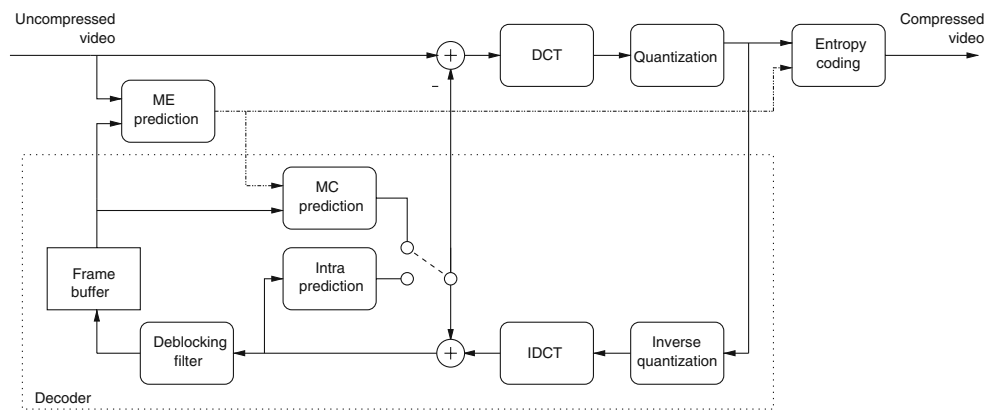 Uncompressed
video
Compressed
video
+
DCT
Quantization
Entropy
coding
–
ME
prediction
MC
prediction
Intra
prediction
Frame
buffer
Deblocking
filter
+
IDCT
Inverse
quantization
Decoder